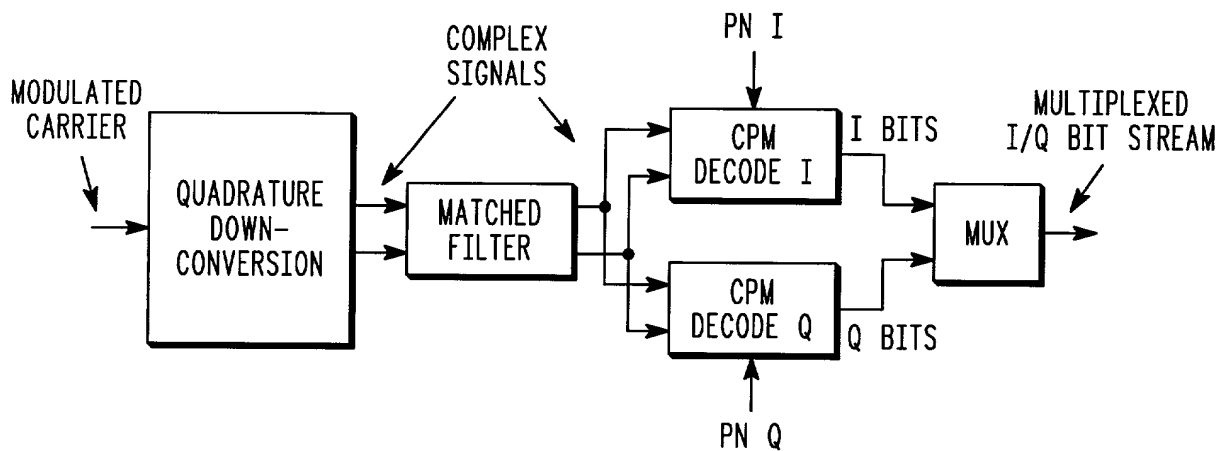 MODULATED
CARRIER
QUADRATURE
DOWN-
CONVERSION
COMPLEX
SIGNALS
MATCHED
FILTER
PN I
CPM
DECODE I
I BITS
CPM
DECODE Q
Q BITS
PN Q
MUX
MULTIPLEXED
I/Q BIT STREAM